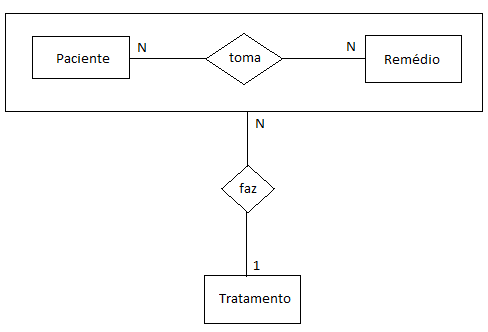 Paciente N toma N Remédio
N
faz
1
Tratamento